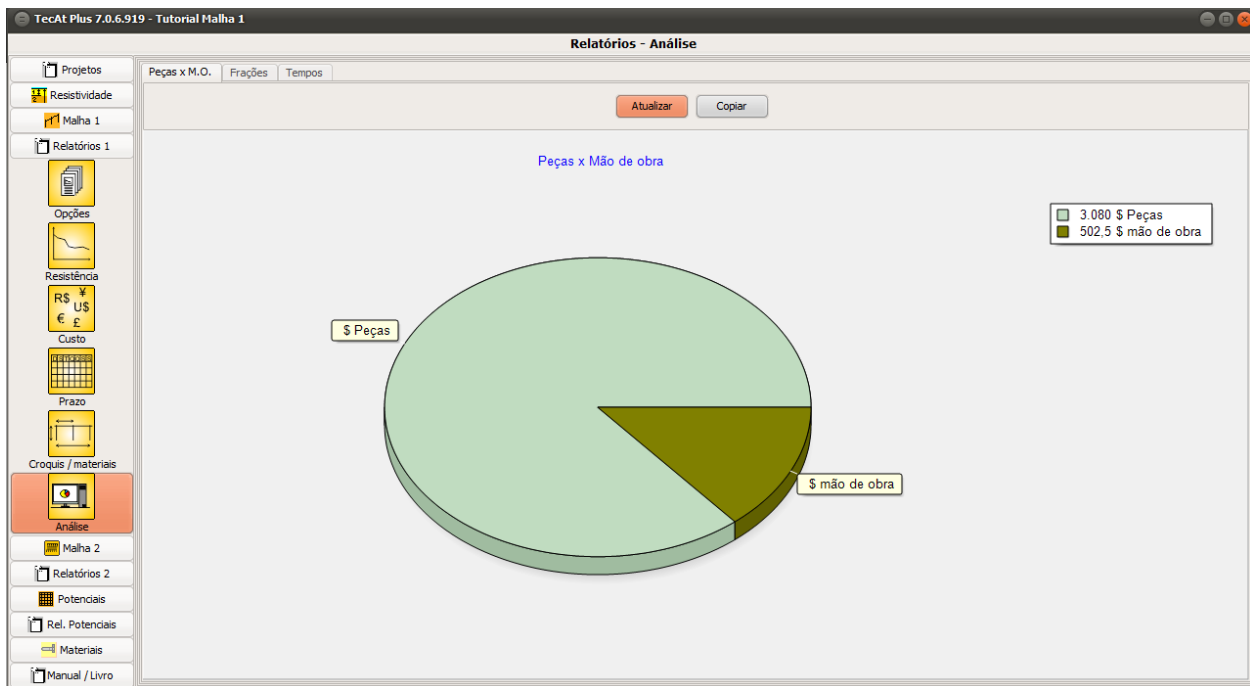 TecAt Plus 7.0.6.919 - Tutorial Malha 1
Relatórios - Análise
Projetos
Resistividade
Malha 1
Relatórios 1
Opções
Resistência
R$ ¥
U$
€ £
Custo
Prazo
Croquis / materiais
Análise
Malha 2
Relatórios 2
Potenciais
Rel. Potenciais
Materiais
Manual / Livro
Peças x M.O. Frações Tempos
Atualizar Copiar
Peças x Mão de obra
3.080 $ Peças
502,5 $ mão de obra
$ Peças
$ mão de obra